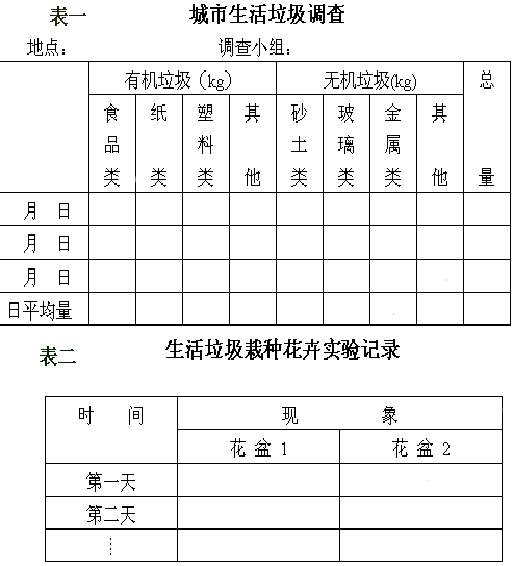 表一 城市生活垃圾调查
地点： 调查小组：
有机垃圾（kg） 无机垃圾(kg) 总量
食品类 纸类 塑料类 其他 砂土类 玻璃类 金属类 其他
月 日
月 日
月 日
日平均量
表二 生活垃圾栽种花卉实验记录
时 间 现 象
花盆1 花盆2
第一天
第二天
⋮